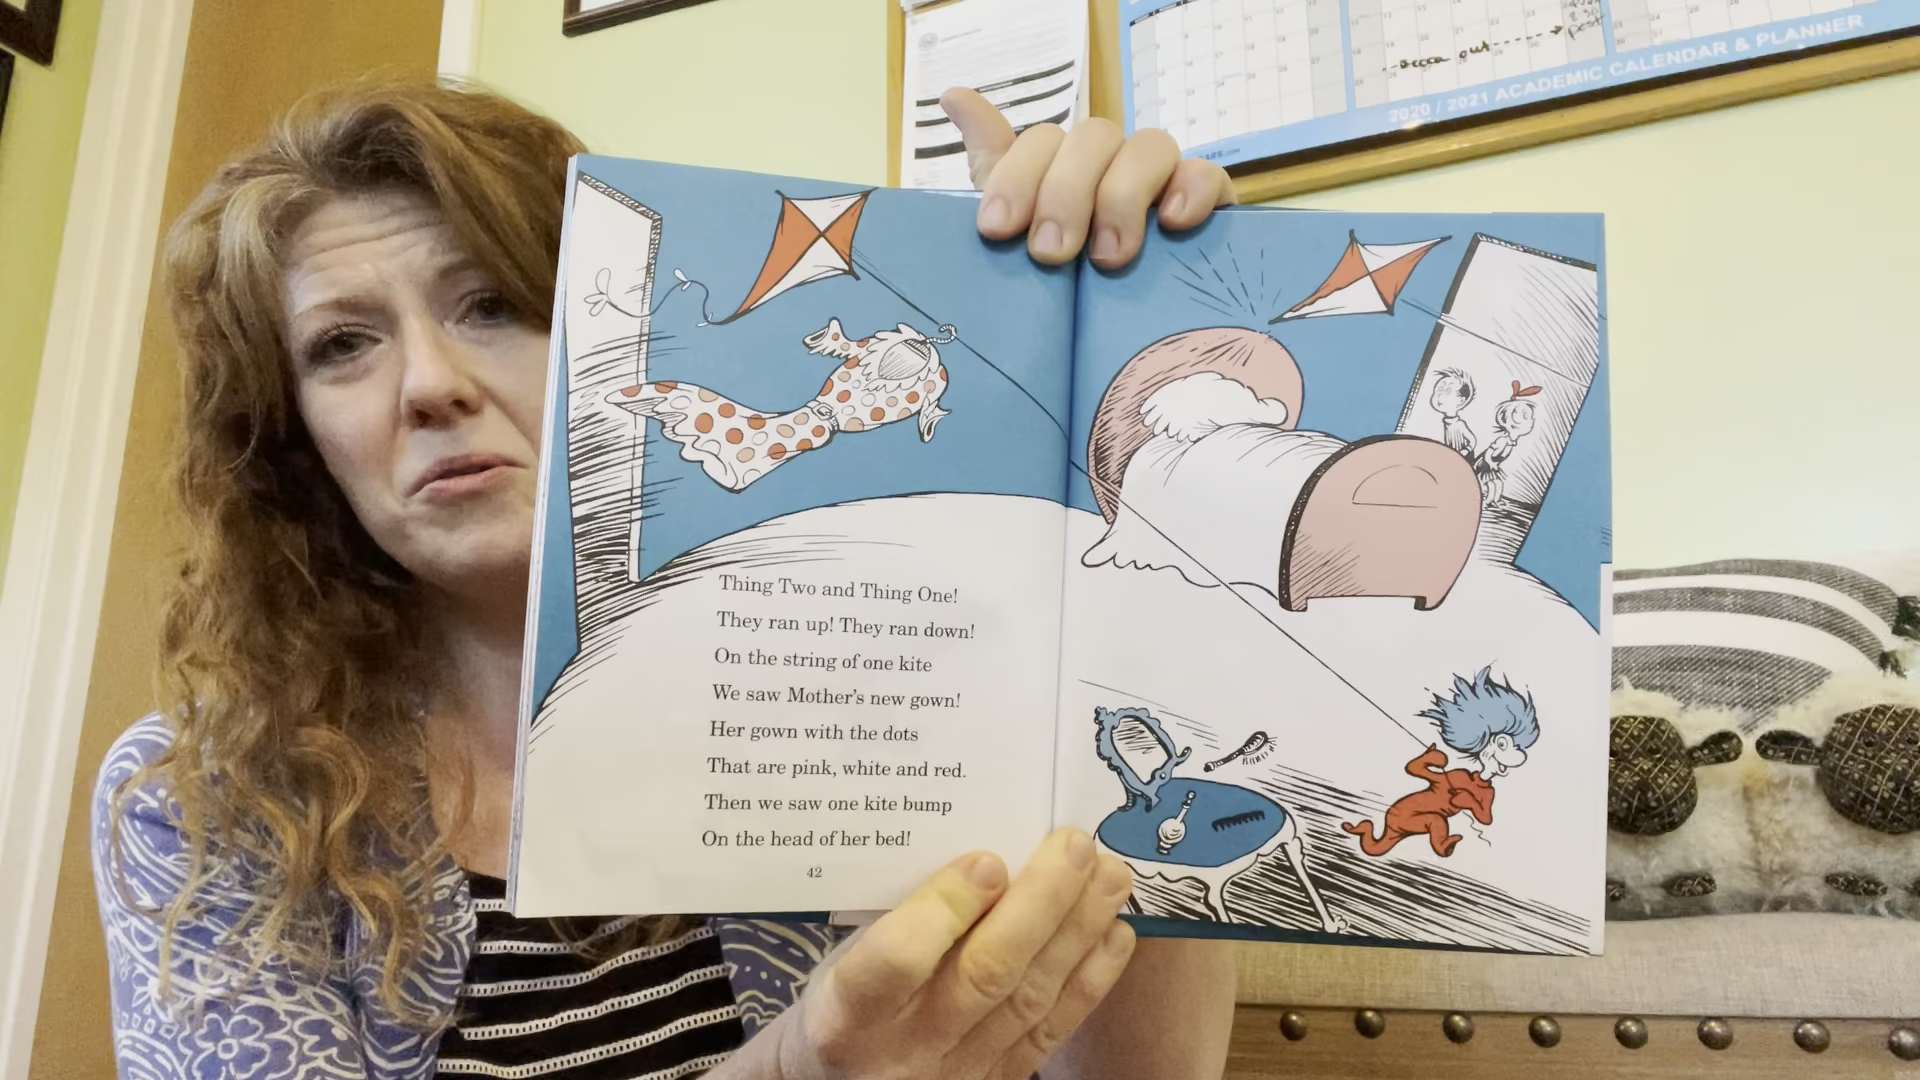 2020 / 2021 ACADEMIC CALENDAR & PLANNER
Thing Two and Thing One!
They ran up! They ran down!
On the string of one kite
We saw Mother's new gown!
Her gown with the dots
That are pink, white and red.
Then we saw one kite bump
On the head of her bed!
42